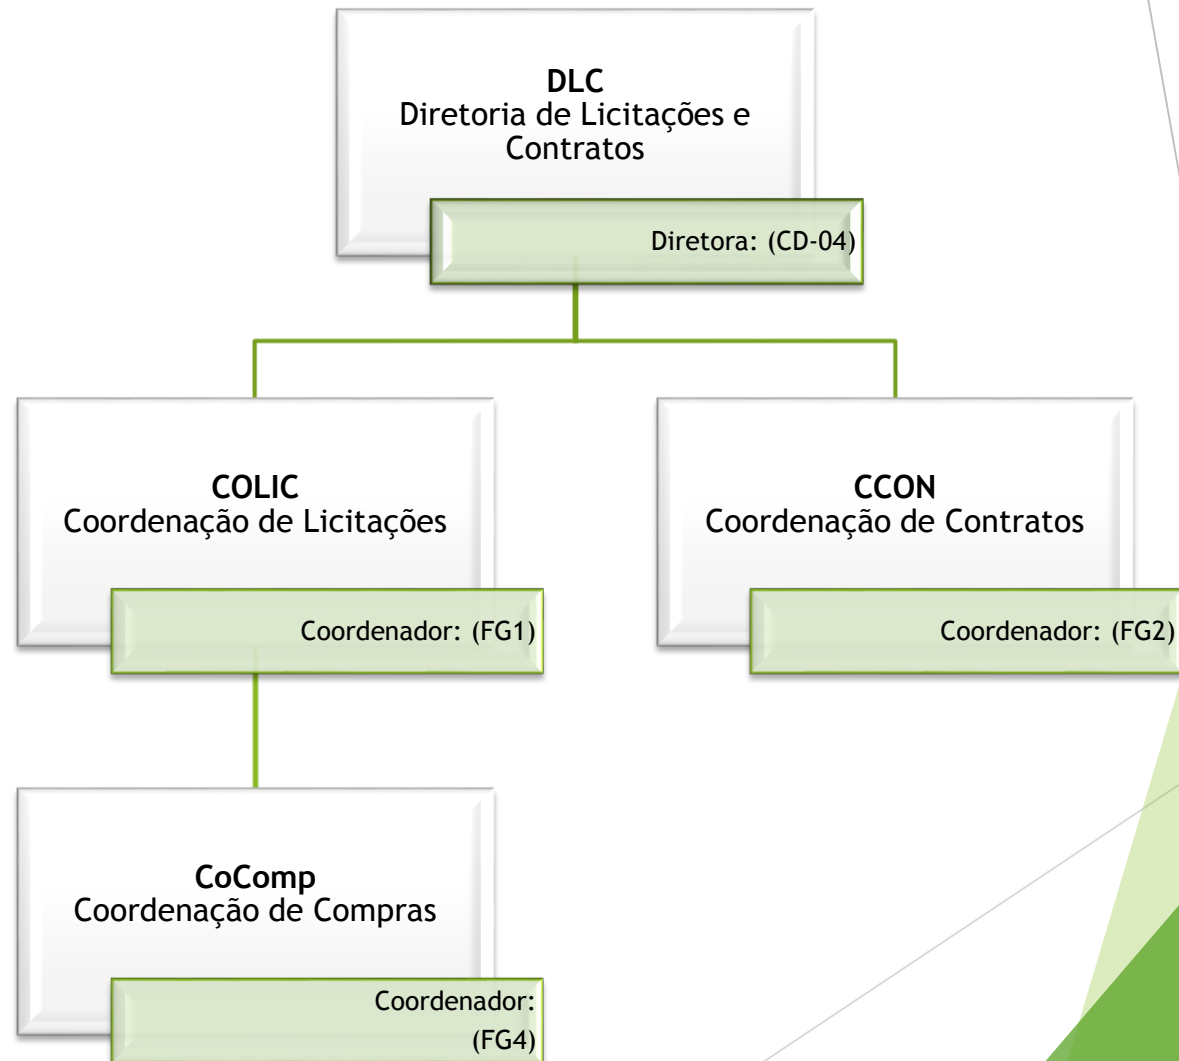 DLC
Diretoria de Licitações e
Contratos
Diretora: (CD-04)
COLIC
Coordenação de Licitações
Coordenador: (FG1)
CCON
Coordenação de Contratos
Coordenador: (FG2)
CoComp
Coordenação de Compras
Coordenador:
(FG4)